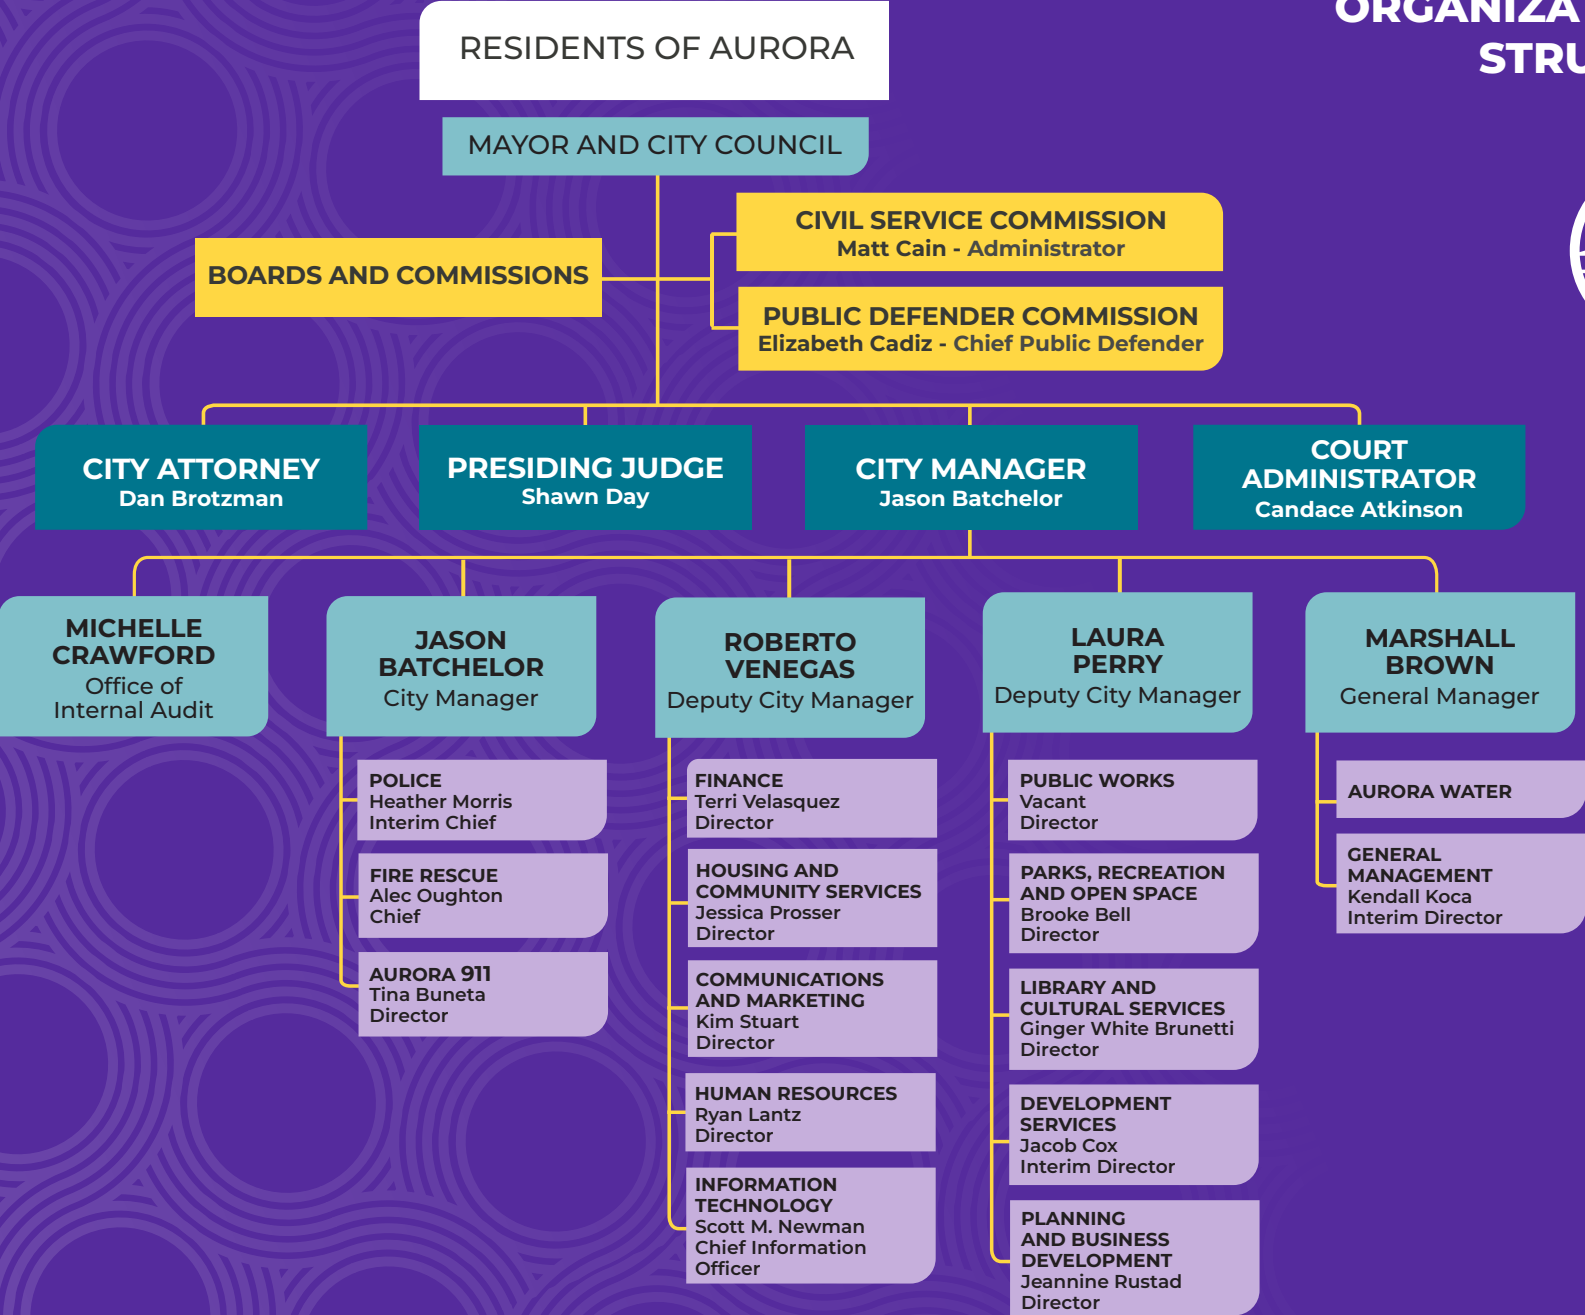 ORGANIZA
STRU
RESIDENTS OF AURORA
MAYOR AND CITY COUNCIL
CIVIL SERVICE COMMISSION
Matt Cain - Administrator
BOARDS AND COMMISSIONS
PUBLIC DEFENDER COMMISSION
Elizabeth Cadiz - Chief Public Defender
CITY ATTORNEY
Dan Brotzman
PRESIDING JUDGE
Shawn Day
CITY MANAGER
Jason Batchelor
COURT
ADMINISTRATOR
Candace Atkinson
MICHELLE
CRAWFORD
Office of
Internal Audit
JASON
BATCHELOR
City Manager
POLICE
Heather Morris
Interim Chief
FIRE RESCUE
Alec Oughton
Chief
AURORA 911
Tina Buneta
Director
ROBERTO
VENEGAS
Deputy City Manager
FINANCE
Terri Velasquez
Director
HOUSING AND
COMMUNITY SERVICES
Jessica Prosser
Director
COMMUNICATIONS
AND MARKETING
Kim Stuart
Director
HUMAN RESOURCES
Ryan Lantz
Director
INFORMATION
TECHNOLOGY
Scott M. Newman
Chief Information
Officer
LAURA
PERRY
Deputy City Manager
PUBLIC WORKS
Vacant
Director
PARKS, RECREATION
AND OPEN SPACE
Brooke Bell
Director
LIBRARY AND
CULTURAL SERVICES
Ginger White Brunetti
Director
DEVELOPMENT
SERVICES
Jacob Cox
Interim Director
PLANNING
AND BUSINESS
DEVELOPMENT
Jeannine Rustad
Director
MARSHALL
BROWN
General Manager
AURORA WATER
GENERAL
MANAGEMENT
Kendall Koca
Interim Director